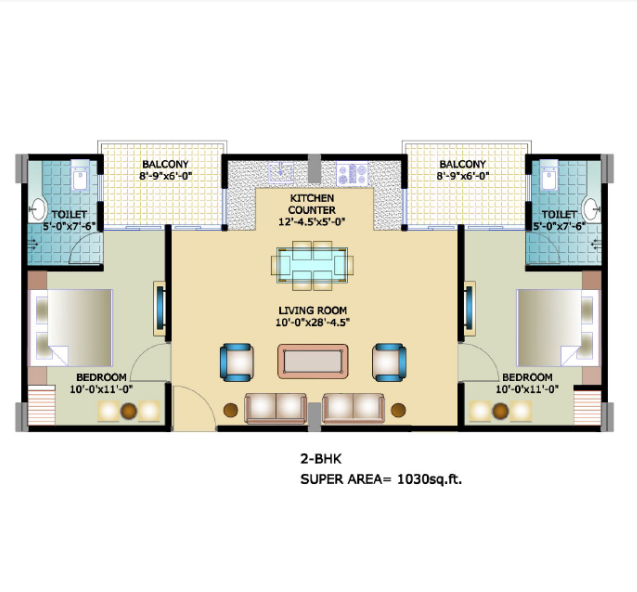 BALCONY
8'-9"x6'-0"
BALCONY
8'-9"x6'-0"
KITCHEN
COUNTER
12'-4.5"x5'-0"
TOILET
5'-0"x7'-6"
TOILET
5'-0"x7'-6"
LIVING ROOM
10'-0"x28'-4.5"
BEDROOM
10'-0"x11'-0"
BEDROOM
10'-0"x11'-0"
2-BHK
SUPER AREA= 1030sq.ft.